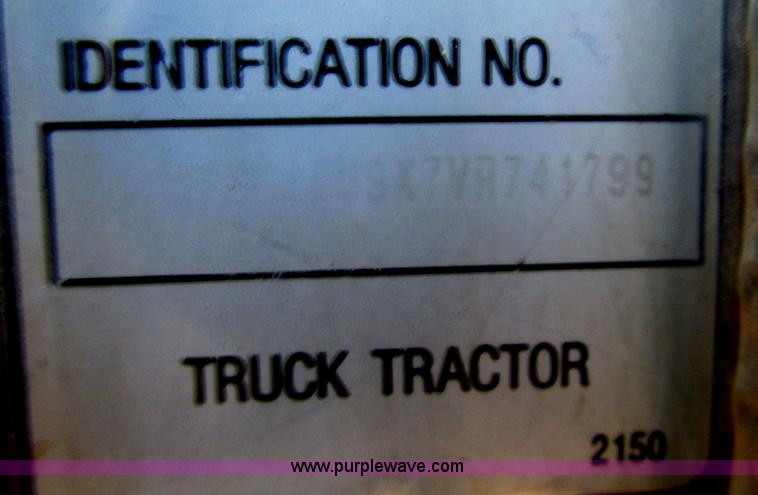 IDENTIFICATION NO.
9X7VR741799
TRUCK TRACTOR
2150
www.purplewave.com